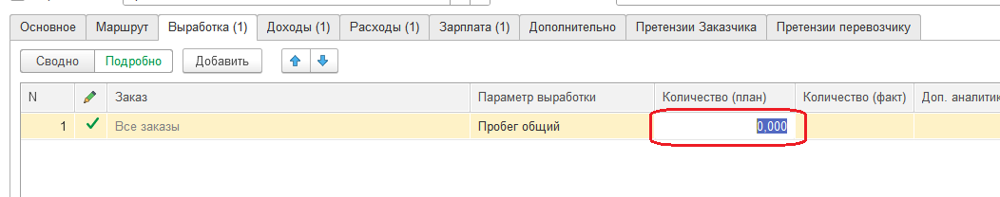 Основное Маршрут Выработка (1) Доходы (1) Расходы (1) Зарплата (1) Дополнительно Претензии Заказчика Претензии перевозчику
Сводно Подробно Добавить
N Заказ Параметр выработки Количество (план) Количество (факт) Доп. аналитик
1 Все заказы Пробег общий 0,000